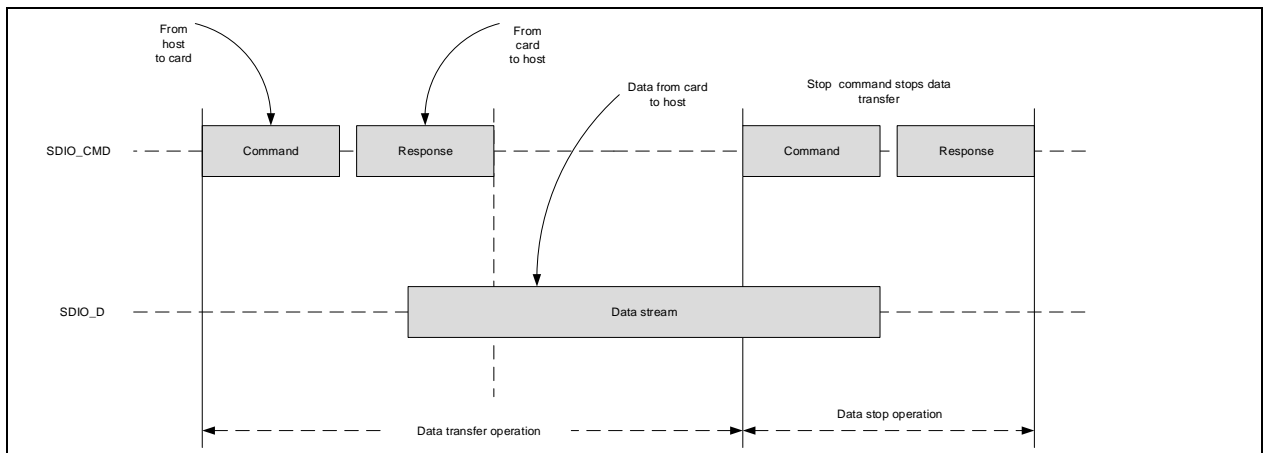 From
host
to card
From
card
to host
Data from card
to host
Stop command stops data
transfer
SDIO_CMD
Command
Response
Command
Response
SDIO_D
Data stream
Data transfer operation
Data stop operation